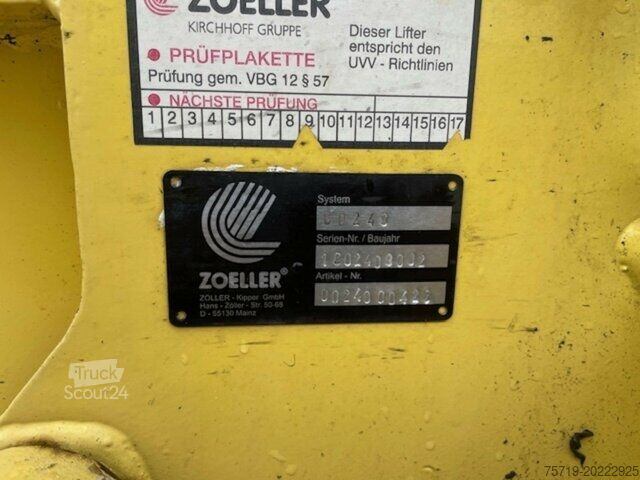 ZOELLER
KIRCHHOFF GRUPPE
Dieser Lifter
entspricht den
UVV - Richtlinien
PRÜFPLAKETTE
Prüfung gem. VBG 12 § 57
NÄCHSTE PRÜFUNG
1 2 3 4 5 6 7 8 9 10 11 12 13 14 15 16 17
System
Serien-Nr. / Baujahr
Artikel - Nr.
ZOELLER®
ZÖLLER - Kipper GmbH
Hans - Zöller - Str. 50-68
D - 55130 Mainz
Truck
Scout24
75719-20222925